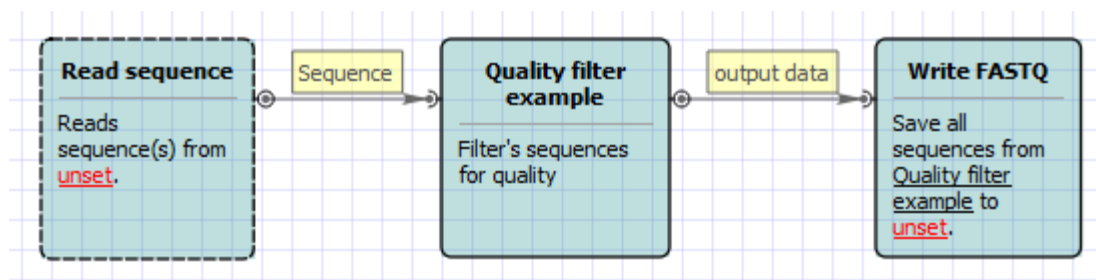 Read sequence
Reads
sequence(s) from
unset.
Sequence
Quality filter
example
Filter's sequences
for quality
output data
Write FASTQ
Save all
sequences from
Quality filter
example to
unset.